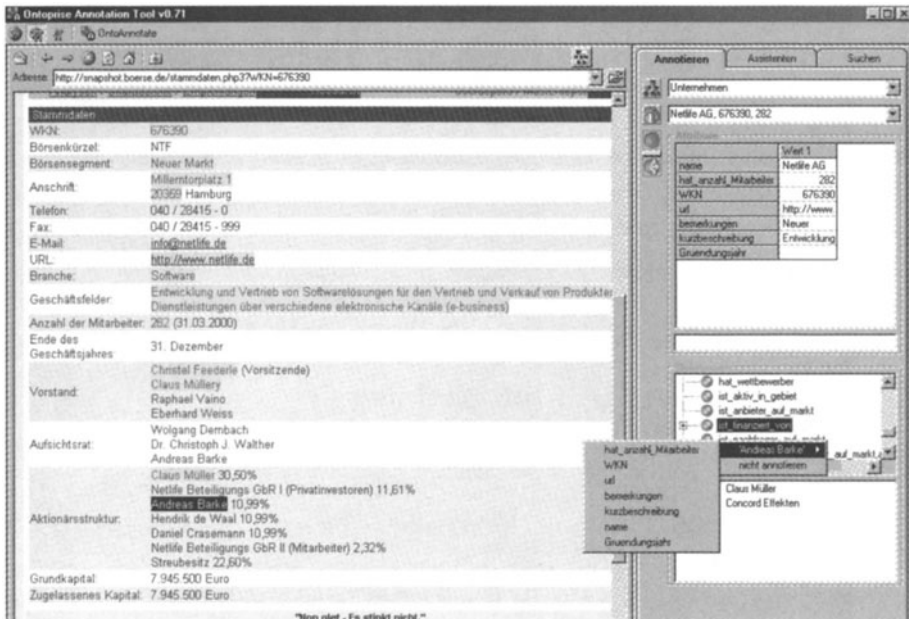 Ontoprise Annotation Tool v0.71
OntoAnnotate
Adresse: http://snapshot.boerse.de/stammdaten.php3?WKN=676390
Stammdaten
WKN: 676390
Börsenkürzel: NTF
Börsensegment: Neuer Markt
Anschrift: Millerntorplatz 1
20359 Hamburg
Telefon: 040 / 28415 - 0
Fax: 040 / 28415 - 999
E-Mail: info@netlife.de
URL: http://www.netlife.de
Branche: Software
Geschäftsfelder: Entwicklung und Vertrieb von Softwarelösungen für den Vertrieb und Verkauf von Produkten
Dienstleistungen über verschiedene elektronische Kanäle (e-business)
Anzahl der Mitarbeiter: 282 (31.03.2000)
Ende des
Geschäftsjahres: 31. Dezember
Vorstand: Christel Feederle (Vorsitzende)
Claus Müllery
Raphael Vaino
Eberhard Weiss
Aufsichtsrat: Wolgang Dembach
Dr. Christoph J. Walther
Andreas Barke
Aktionärsstruktur: Claus Müller 30,50%
Netlife Beteiligungs GbR I (Privatinvestoren) 11,61%
Andreas Barke 10,99%
Hendrik de Waal 10,99%
Daniel Crasemann 10,99%
Netlife Beteiligungs GbR II (Mitarbeiter) 2,32%
Streubesitz 22,60%
Grundkapital: 7.945.500 Euro
Zugelassenes Kapital: 7.945.500 Euro
"Non olet - Es stinkt nicht."
Annotieren Assistenten Suchen
Unternehmen
Netlife AG, 676390, 282
Attribute
Wert 1
name Netlife AG
hat_anzahl_Mitarbeiter 282
WKN 676390
url http://www
bemerkungen Neuer
kurzbeschreibung Entwicklung
Gruendungsjahr
hat_wettbewerber
ist_aktiv_in_gebiet
ist_anbieter_auf_markt
ist_finanziert_von
_auf_markt
hat_anzahl_Mitarbeiter
WKN
url
bemerkungen
kurzbeschreibung
name
Gruendungsjahr
"Andreas Barke"
nicht annotieren
Claus Müller
Concord Effekten